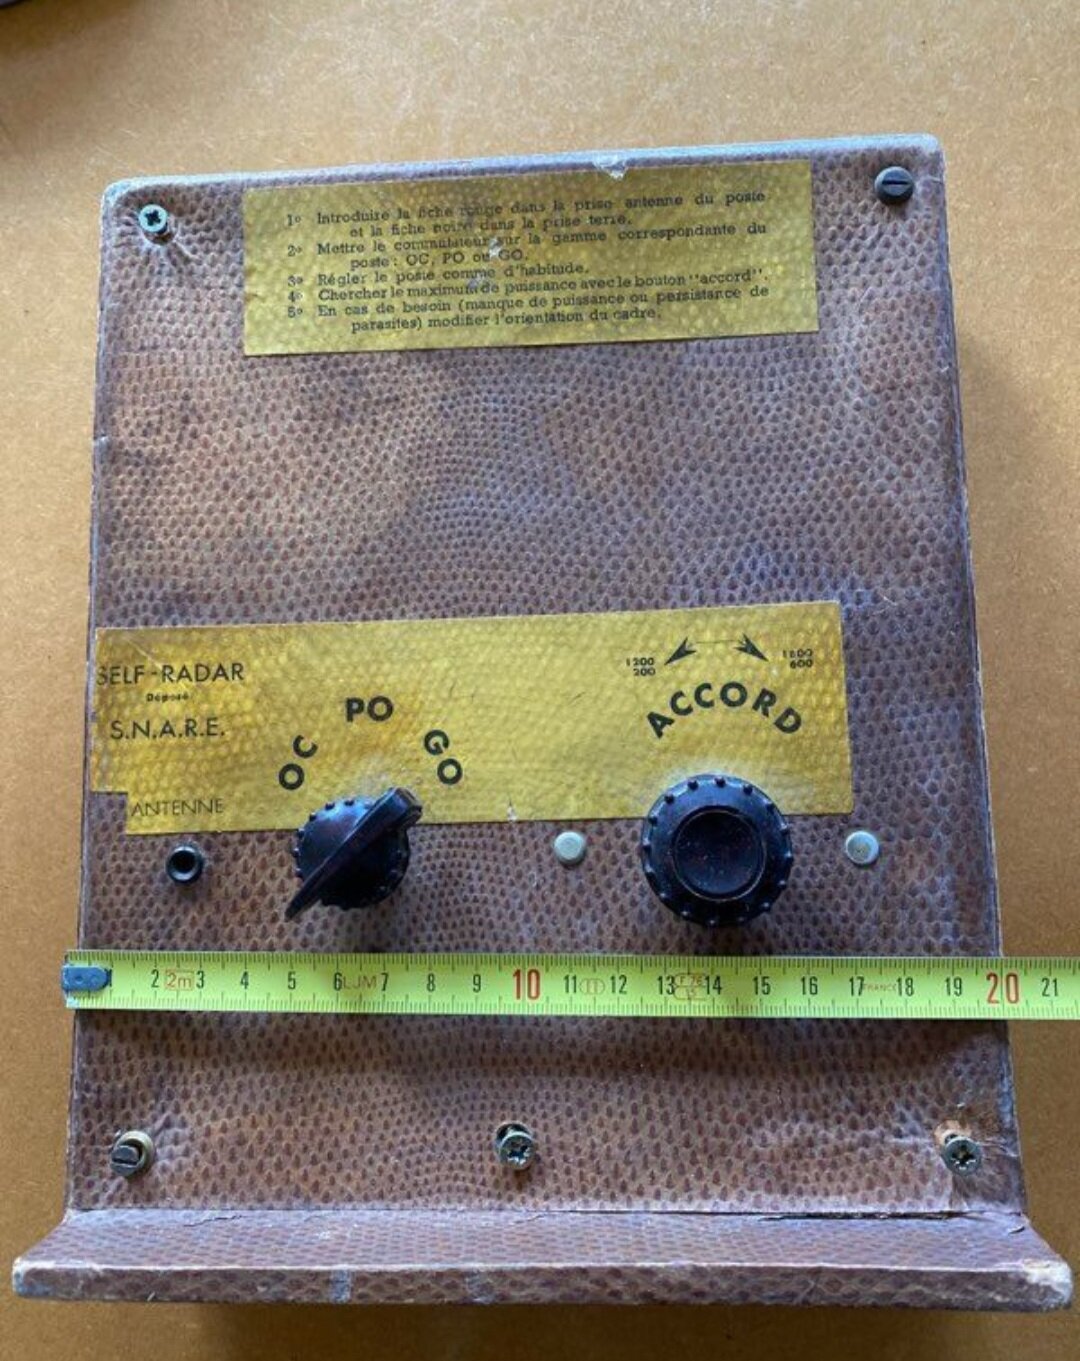 1° Introduire la fiche rouge dans la prise antenne du poste
et la fiche noire dans la prise terre.
2° Mettre le commutateur sur la gamme correspondante du
poste : OC, PO ou GO.
3° Régler le poste comme d'habitude.
4° Chercher le maximum de puissance avec le bouton "accord".
5° En cas de besoin (manque de puissance ou persistance de
parasites) modifier l'orientation du cadre.
SELF-RADAR
Déposé
S.N.A.R.E.
ANTENNE
OC PO GO
1200 1800
200 600
ACCORD
1 2 2m 3 4 5 6 LJM 7 8 9 10 11 II 12 13 14 15 16 17 FRANCE 18 19 20 21